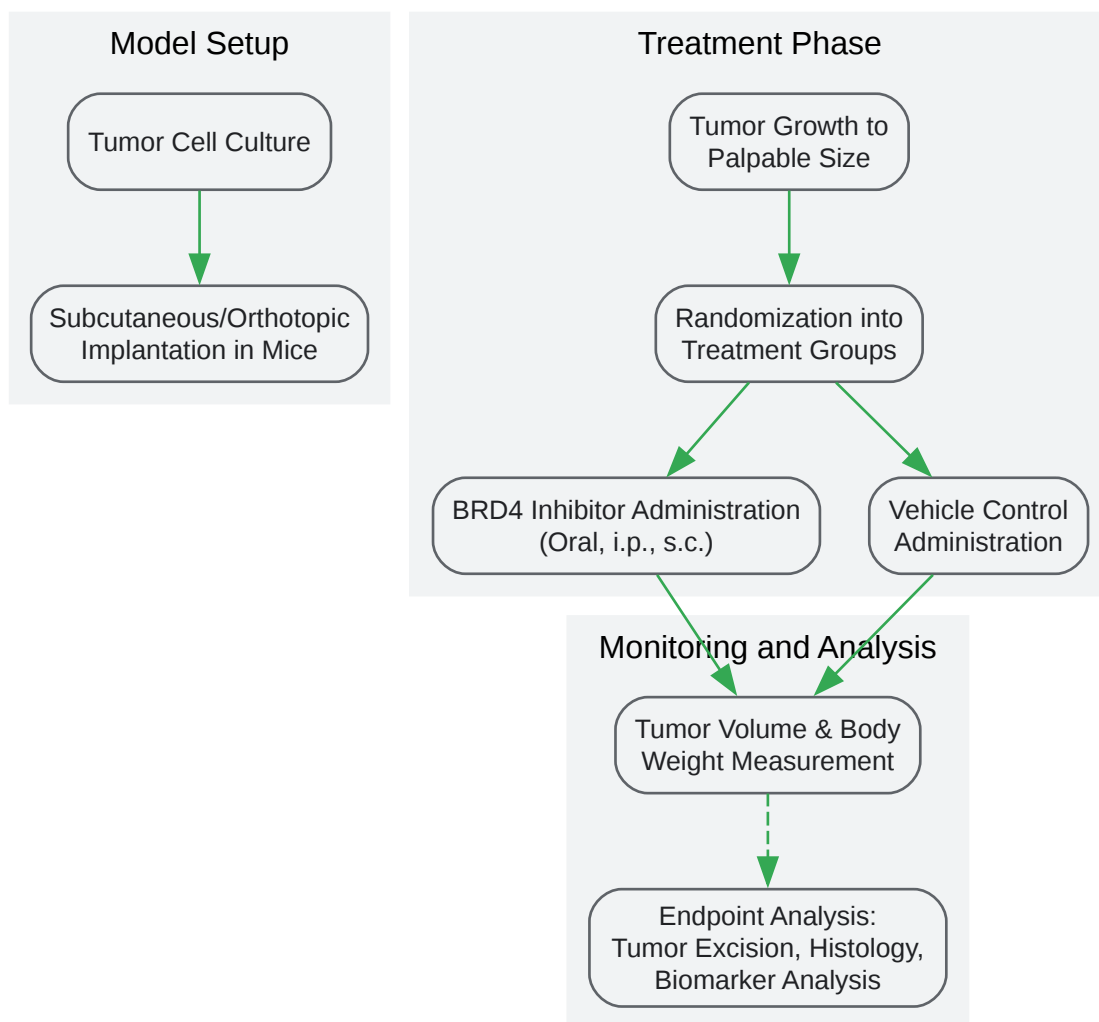 Model Setup
Tumor Cell Culture
Subcutaneous/Orthotopic
Implantation in Mice
Treatment Phase
Tumor Growth to
Palpable Size
Randomization into
Treatment Groups
BRD4 Inhibitor Administration
(Oral, i.p., s.c.)
Vehicle Control
Administration
Monitoring and Analysis
Tumor Volume & Body
Weight Measurement
Endpoint Analysis:
Tumor Excision, Histology,
Biomarker Analysis